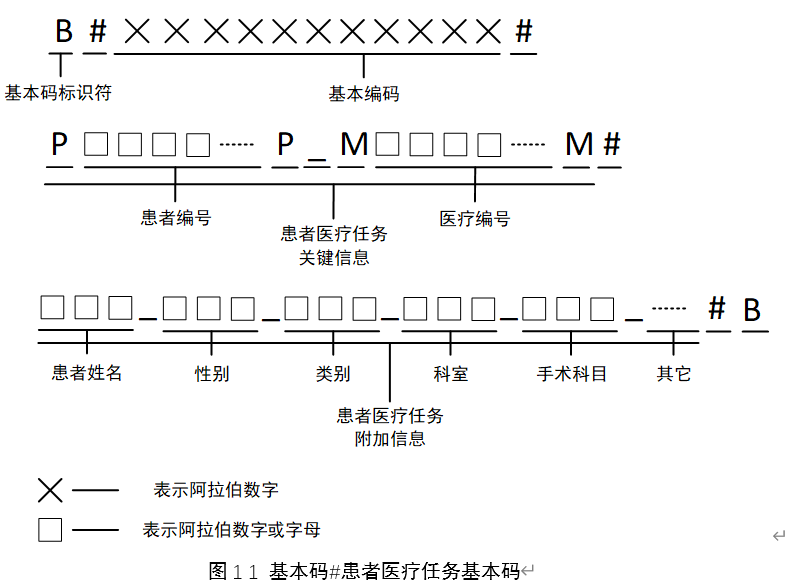 B # × × × × × × × × × × × #
基本码标识符 基本编码
P □ □ □ □ …… P _ M □ □ □ □ …… M #
患者编号 医疗编号
患者医疗任务
关键信息
□ □ □ _ □ □ □ _ □ □ □ _ □ □ □ _ □ □ □ _ …… # B
患者姓名 性别 类别 科室 手术科目 其它
患者医疗任务
附加信息
× — 表示阿拉伯数字
□ — 表示阿拉伯数字或字母
图 1 1 基本码#患者医疗任务基本码